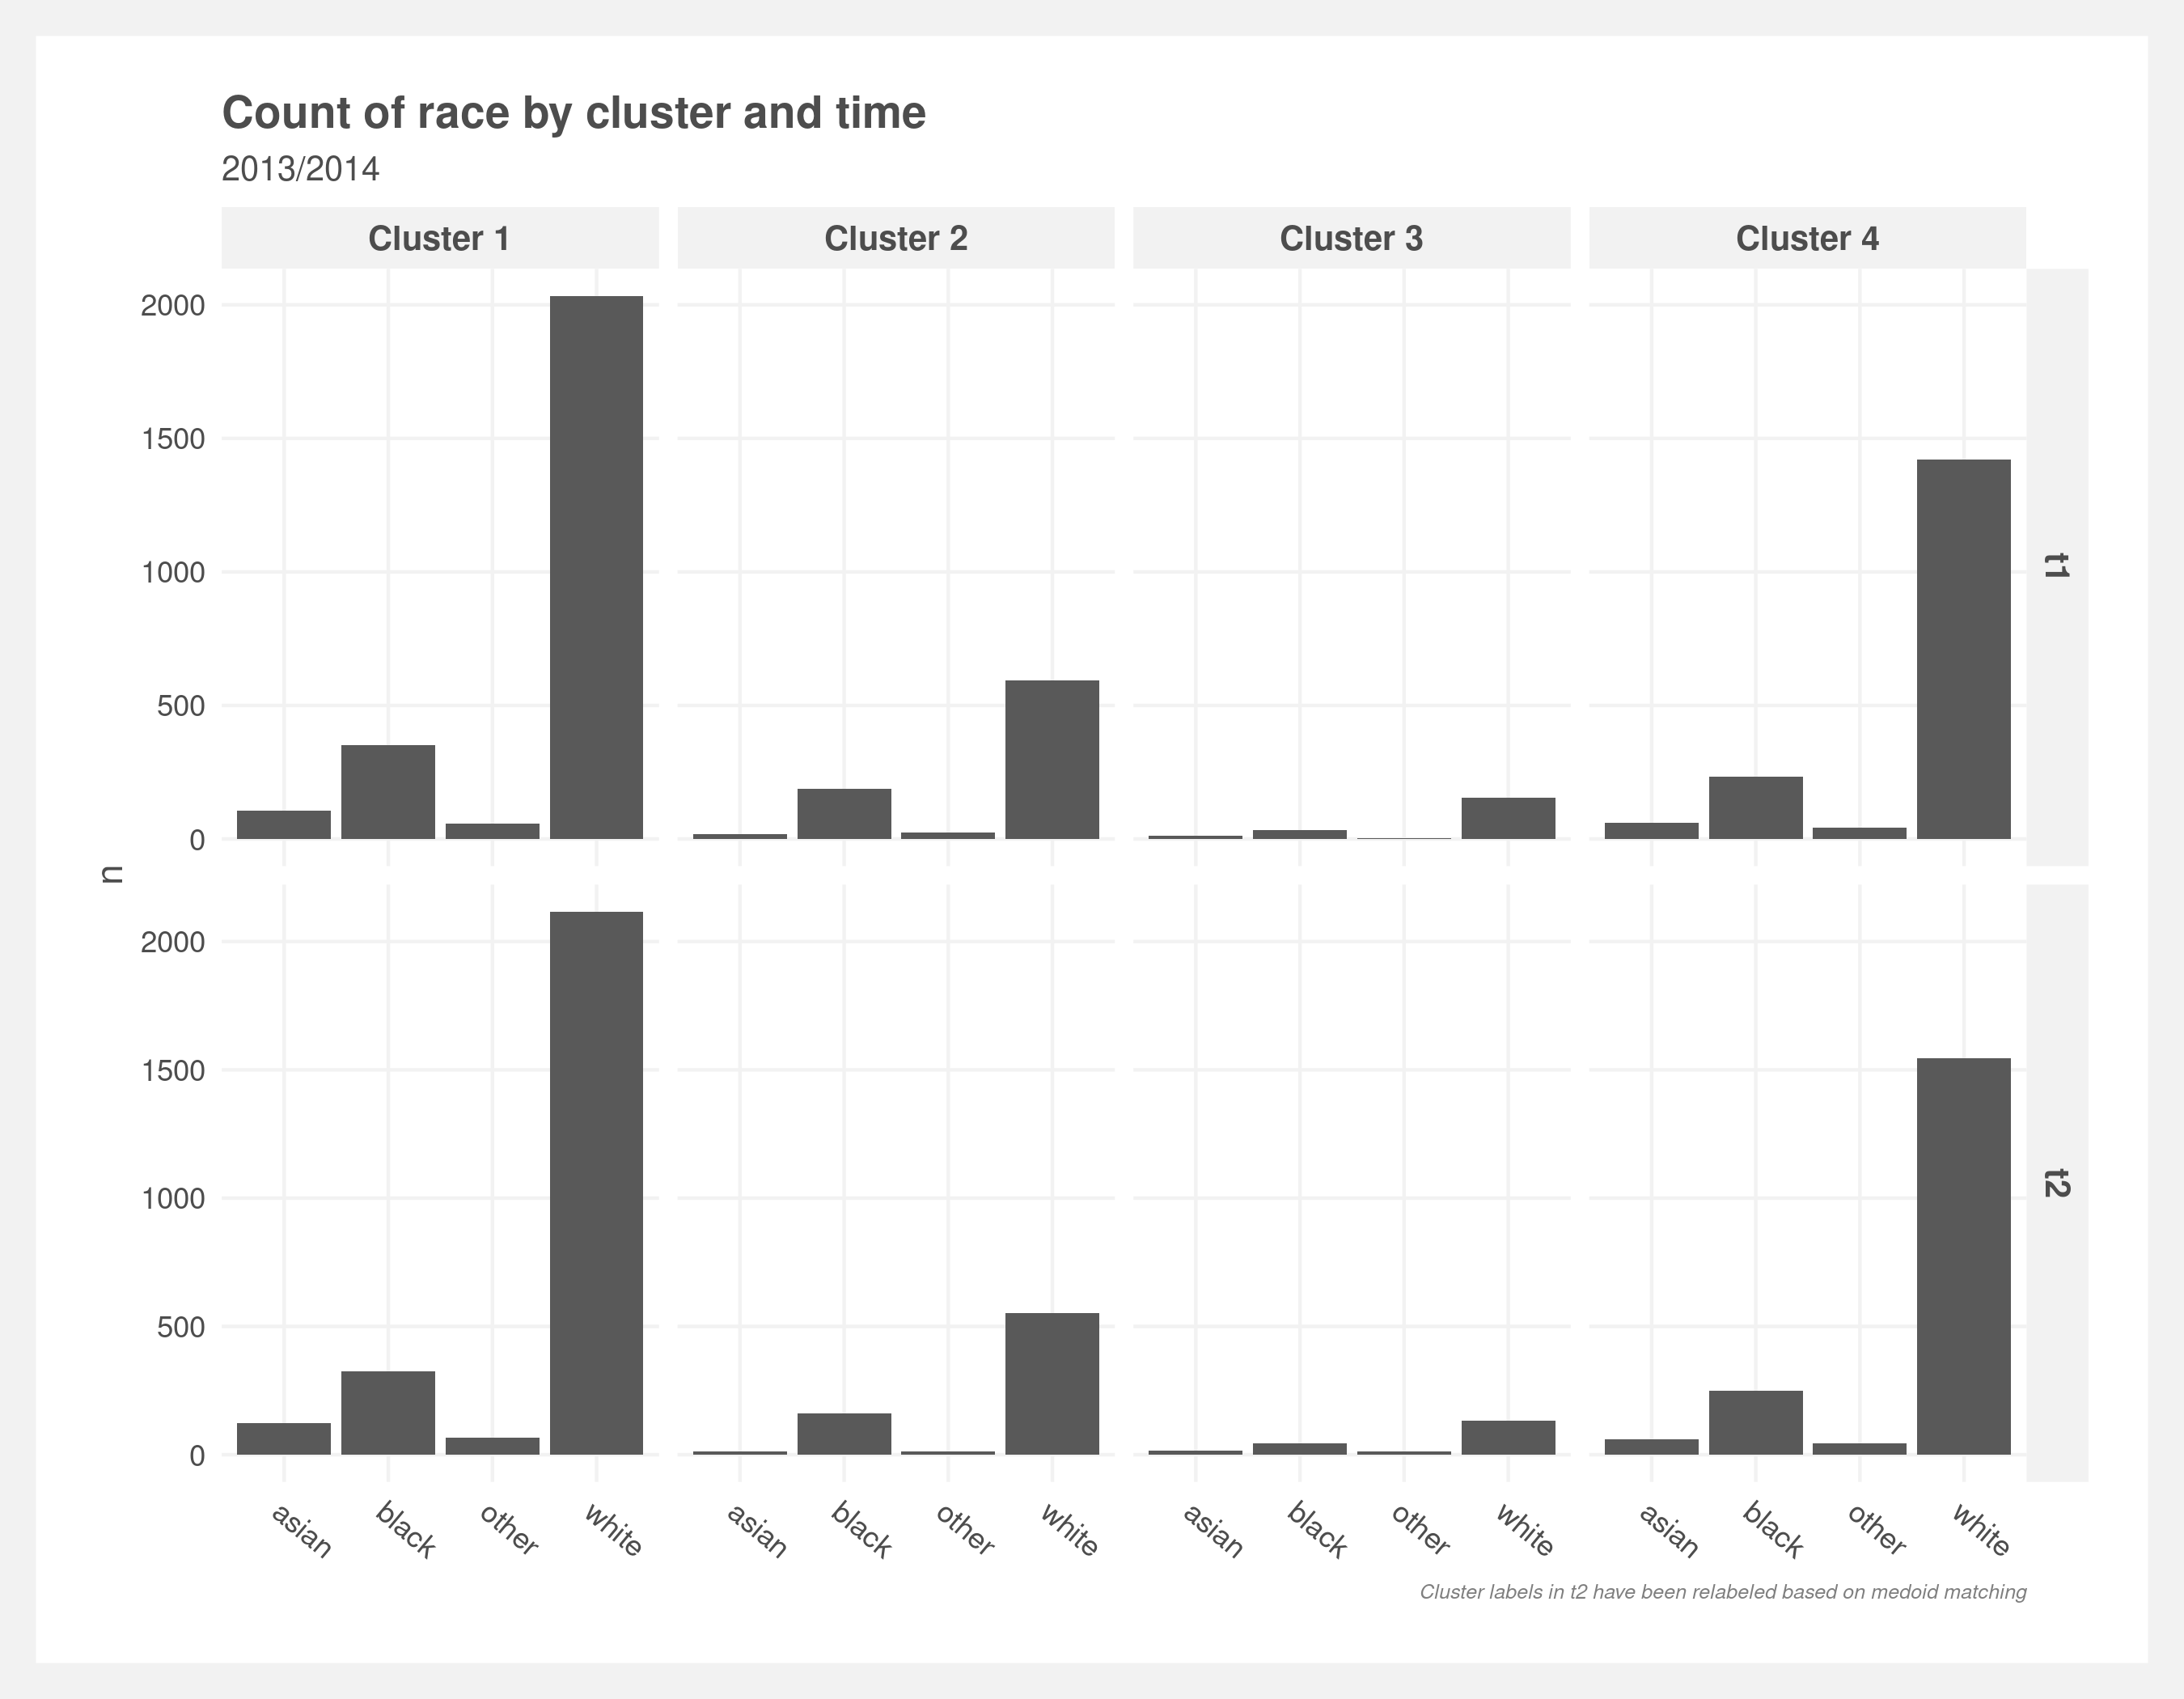 Count of race by cluster and time
2013/2014
Cluster 1 Cluster 2 Cluster 3 Cluster 4
2000
1500
1000
500
0
t1
n
2000
1500
1000
500
0
t2
asian black other white asian black other white asian black other white asian black other white
Cluster labels in t2 have been relabeled based on medoid matching